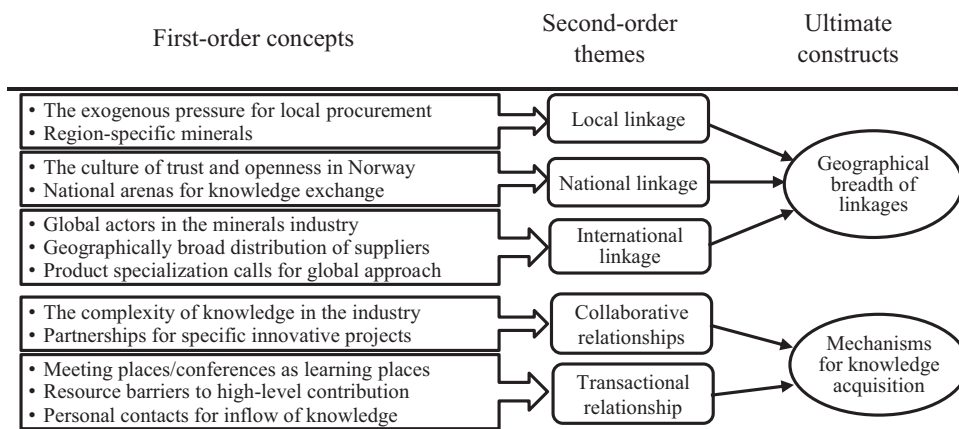 First-order concepts
Second-order
themes
Ultimate
constructs
• The exogenous pressure for local procurement
• Region-specific minerals
Local linkage
• The culture of trust and openness in Norway
• National arenas for knowledge exchange
National linkage
• Global actors in the minerals industry
• Geographically broad distribution of suppliers
• Product specialization calls for global approach
International
linkage
Geographical
breadth of
linkages
• The complexity of knowledge in the industry
• Partnerships for specific innovative projects
Collaborative
relationships
• Meeting places/conferences as learning places
• Resource barriers to high-level contribution
• Personal contacts for inflow of knowledge
Transactional
relationship
Mechanisms
for knowledge
acquisition